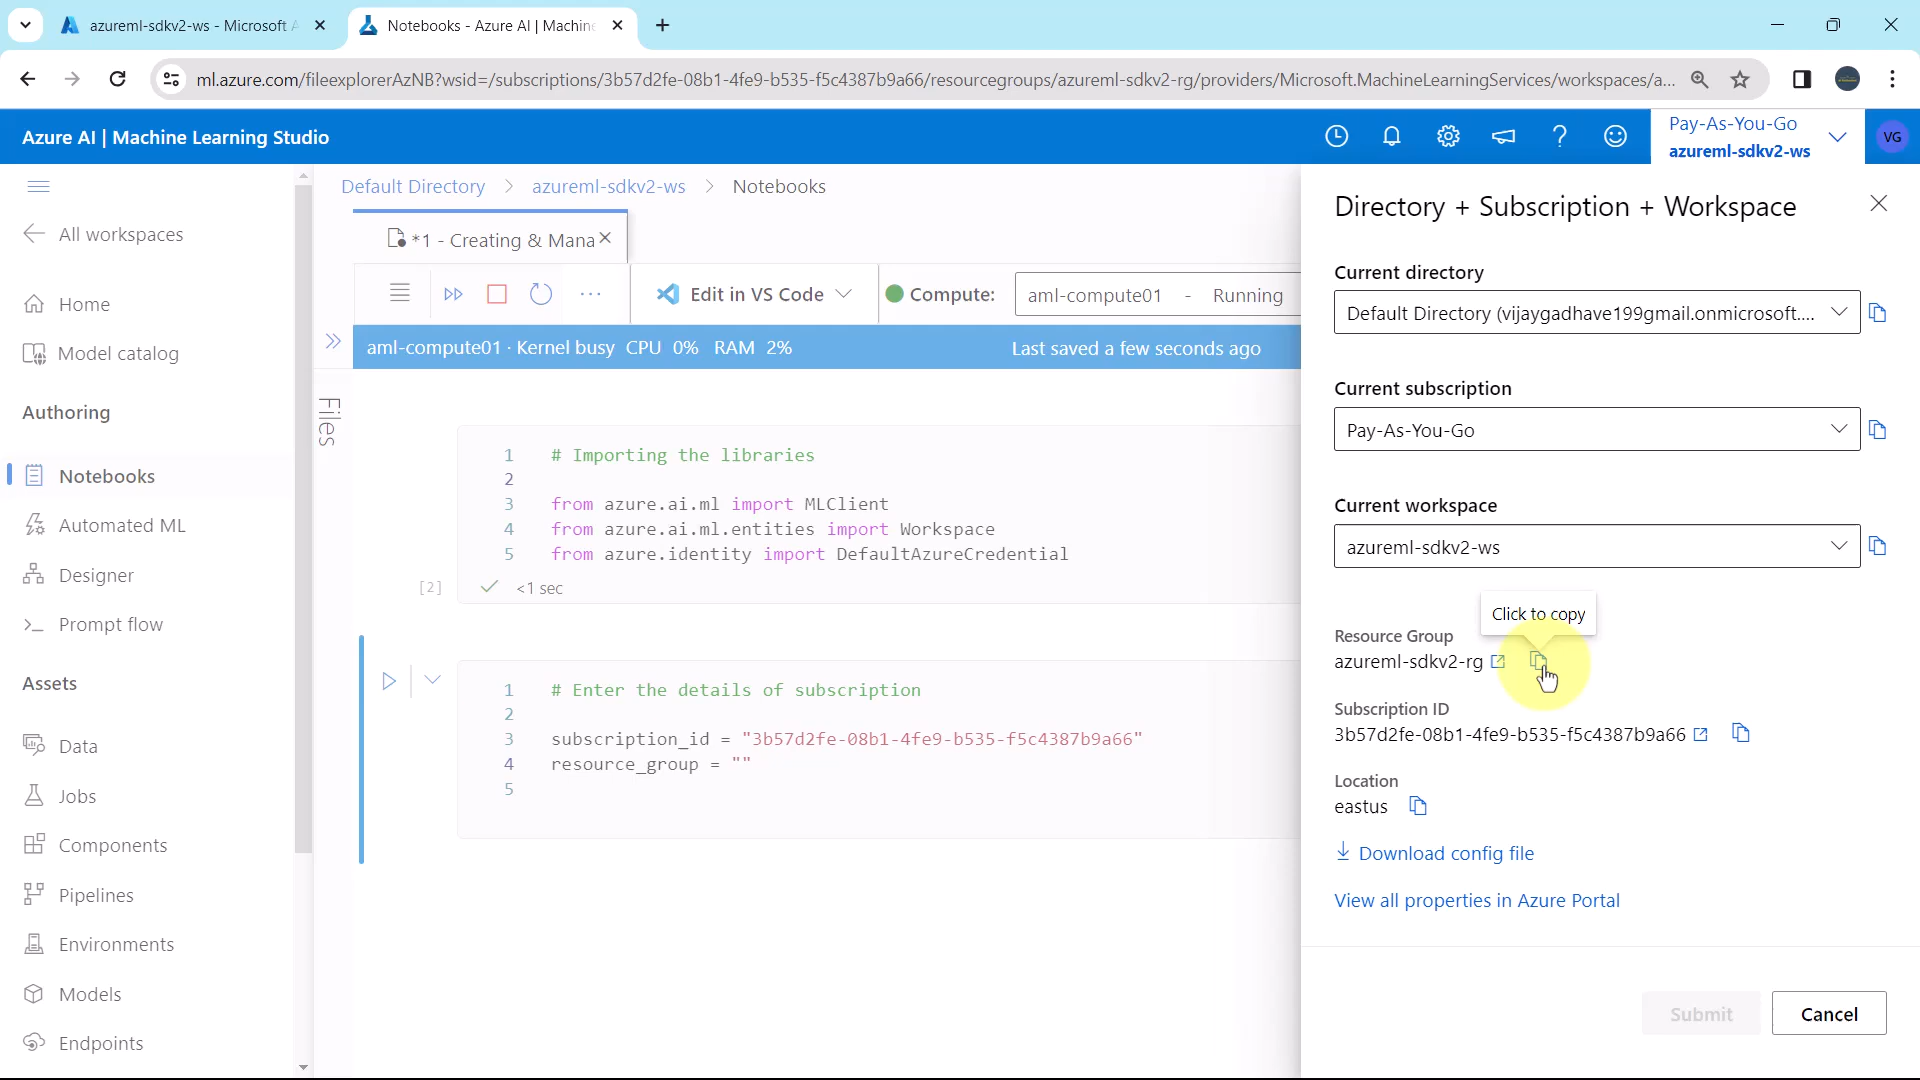 azureml-sdkv2-ws - Microsoft A
Notebooks - Azure AI | Machine
ml.azure.com/fileexplorerAzNB?wsid=/subscriptions/3b57d2fe-08b1-4fe9-b535-f5c4387b9a66/resourcegroups/azureml-sdkv2-rg/providers/Microsoft.MachineLearningServices/workspaces/a...
Azure AI | Machine Learning Studio
Pay-As-You-Go
azureml-sdkv2-ws
VG
All workspaces
Home
Model catalog
Authoring
Notebooks
Automated ML
Designer
Prompt flow
Assets
Data
Jobs
Components
Pipelines
Environments
Models
Endpoints
Default Directory > azureml-sdkv2-ws > Notebooks
*1 - Creating & Mana
Edit in VS Code
Compute:
aml-compute01 - Running
aml-compute01 · Kernel busy CPU 0% RAM 2%
Last saved a few seconds ago
Files
1 # Importing the libraries
2
3 from azure.ai.ml import MLClient
4 from azure.ai.ml.entities import Workspace
5 from azure.identity import DefaultAzureCredential
[2]
<1 sec
1 # Enter the details of subscription
2
3 subscription_id = "3b57d2fe-08b1-4fe9-b535-f5c4387b9a66"
4 resource_group = ""
5
Directory + Subscription + Workspace
Current directory
Default Directory (vijaygadhave199gmail.onmicrosoft....
Current subscription
Pay-As-You-Go
Current workspace
azureml-sdkv2-ws
Click to copy
Resource Group
azureml-sdkv2-rg
Subscription ID
3b57d2fe-08b1-4fe9-b535-f5c4387b9a66
Location
eastus
Download config file
View all properties in Azure Portal
Submit
Cancel